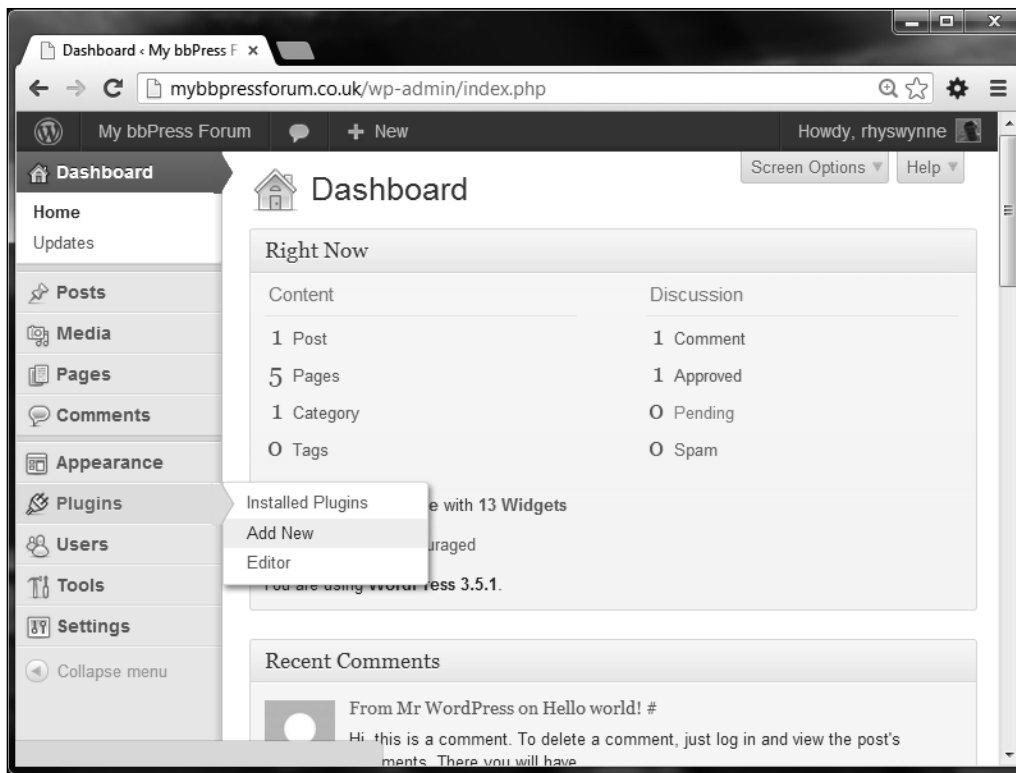 Dashboard ‹ My bbPress F
mybbpressforum.co.uk/wp-admin/index.php
My bbPress Forum
New
Howdy, rhyswynne
Dashboard
Home
Updates
Posts
Media
Pages
Comments
Appearance
Plugins
Users
Tools
Settings
Collapse menu
Installed Plugins
Add New
Editor
Screen Options
Help
Dashboard
Right Now
Content
1 Post
5 Pages
1 Category
0 Tags
Discussion
1 Comment
1 Approved
0 Pending
0 Spam
with 13 Widgets
You are using WordPress 3.5.1.
Recent Comments
From Mr WordPress on Hello world! #
Hi, this is a comment. To delete a comment, just log in and view the post's
There you will have